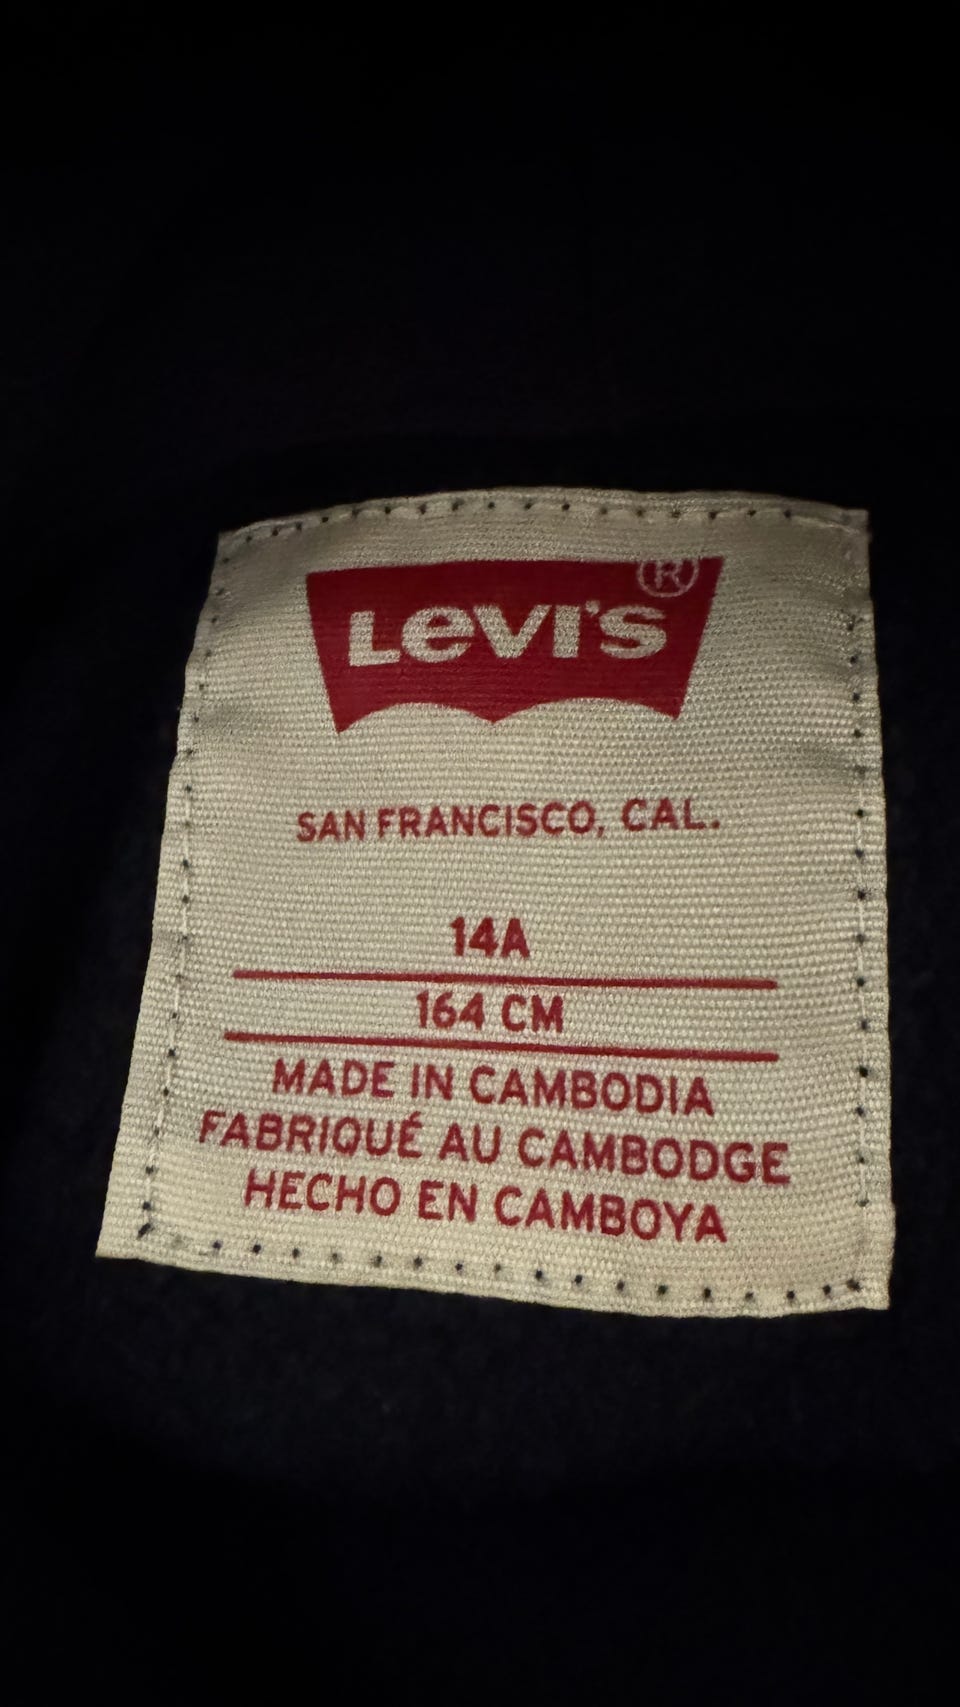 Levi's ®
SAN FRANCISCO, CAL.
14A
164 CM
MADE IN CAMBODIA
FABRIQUÉ AU CAMBODGE
HECHO EN CAMBOYA